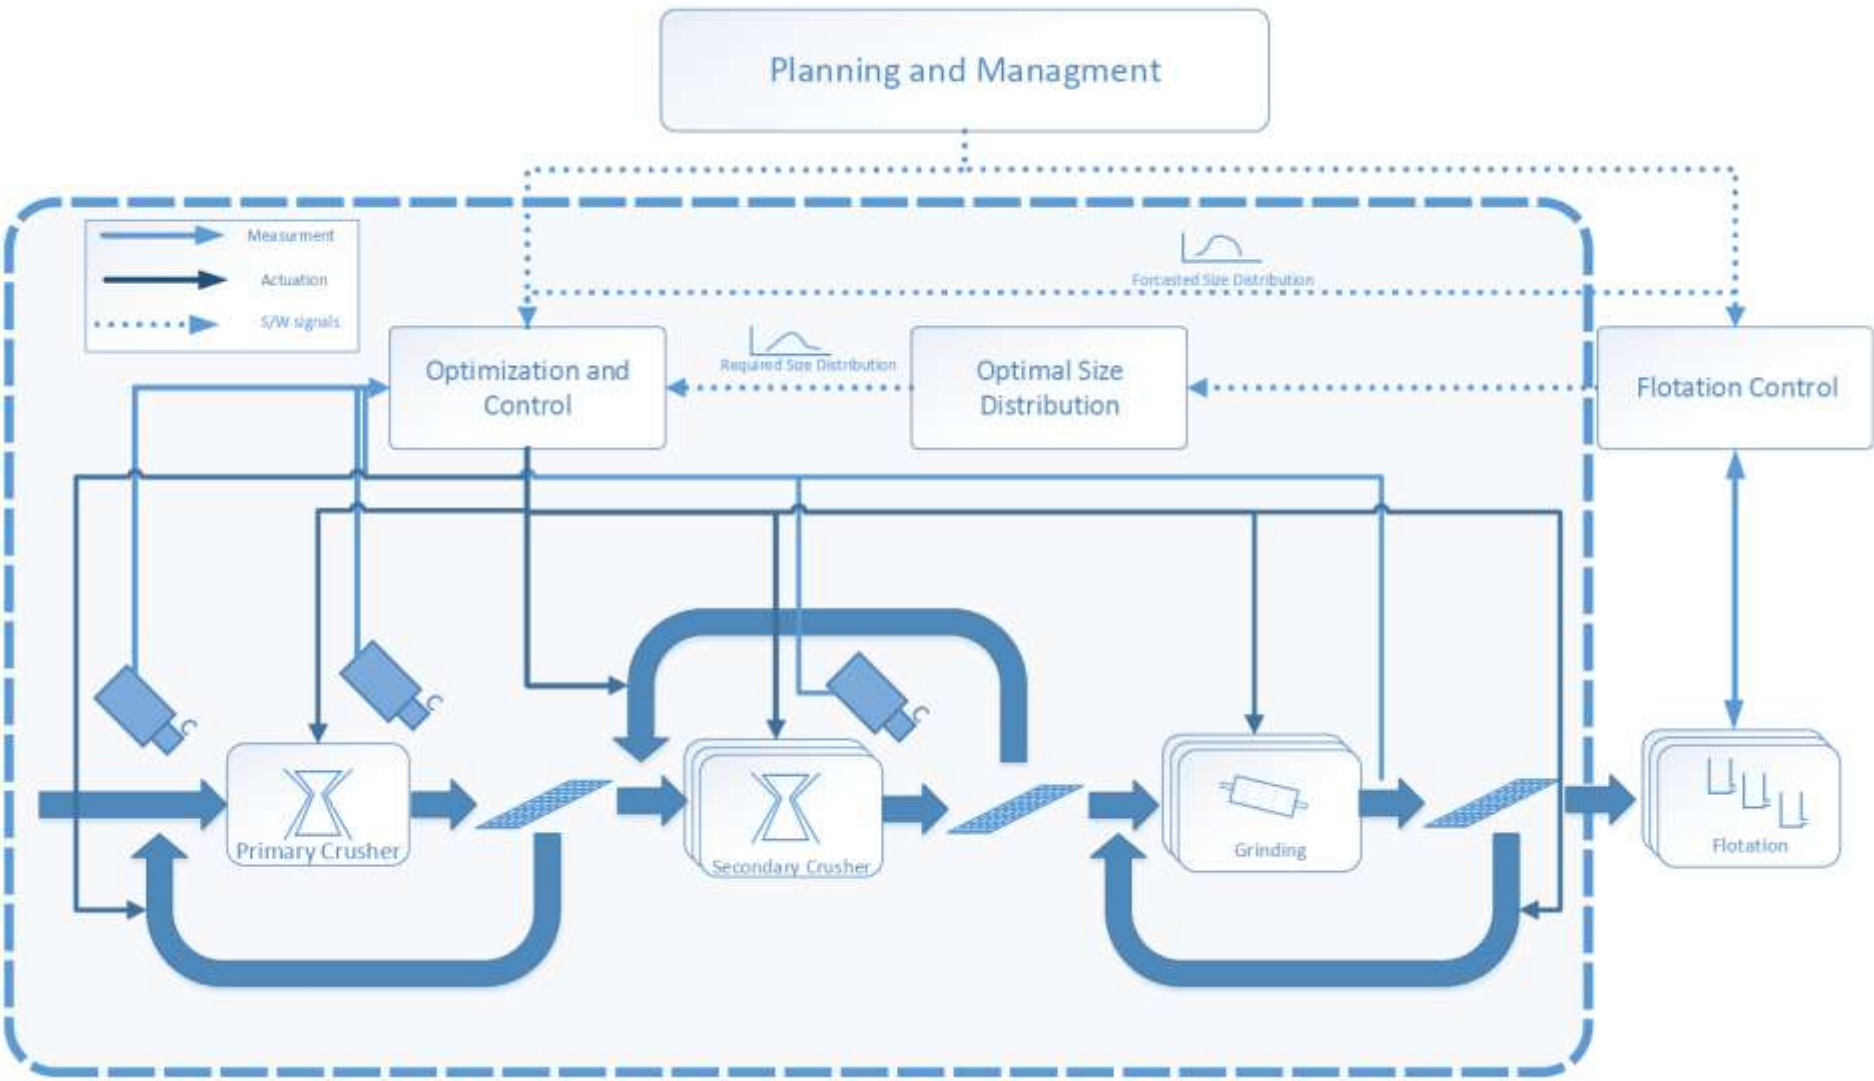 Planning and Managment
Measurment
Actuation
S/W signals
Forcasted Size Distribution
Optimization and
Control
Required Size Distribution
Optimal Size
Distribution
Flotation Control
Primary Crusher
Secondary Crusher
Grinding
Flotation